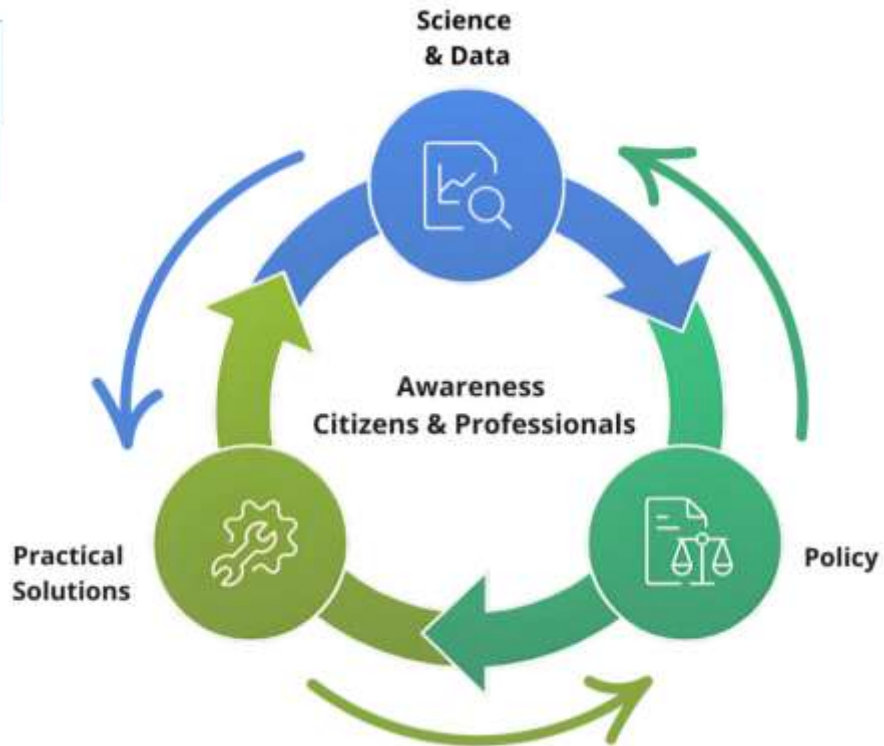 Science
& Data
Awareness
Citizens & Professionals
Practical
Solutions
Policy